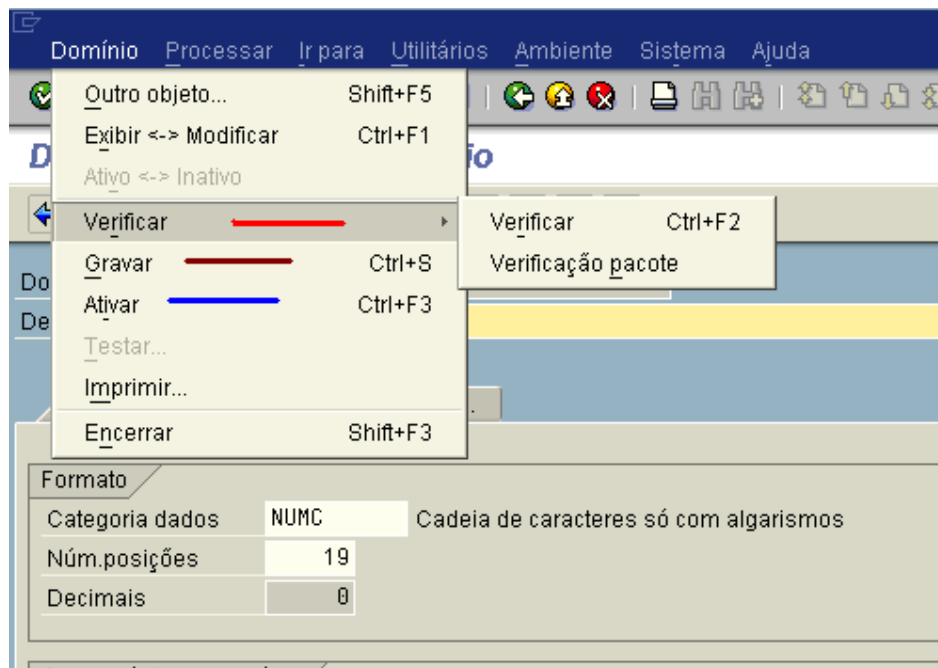 Domínio Processar Ir para Utilitários Ambiente Sistema Ajuda
Outro objeto... Shift+F5
Exibir <-> Modificar Ctrl+F1
D io
Ativo <-> Inativo
Verificar Verificar Ctrl+F2
Gravar Ctrl+S Verificação pacote
Do
Ativar Ctrl+F3
De
Testar...
Imprimir...
Encerrar Shift+F3
Formato
Categoria dados NUMC Cadeia de caracteres só com algarismos
Núm.posições 19
Decimais 0